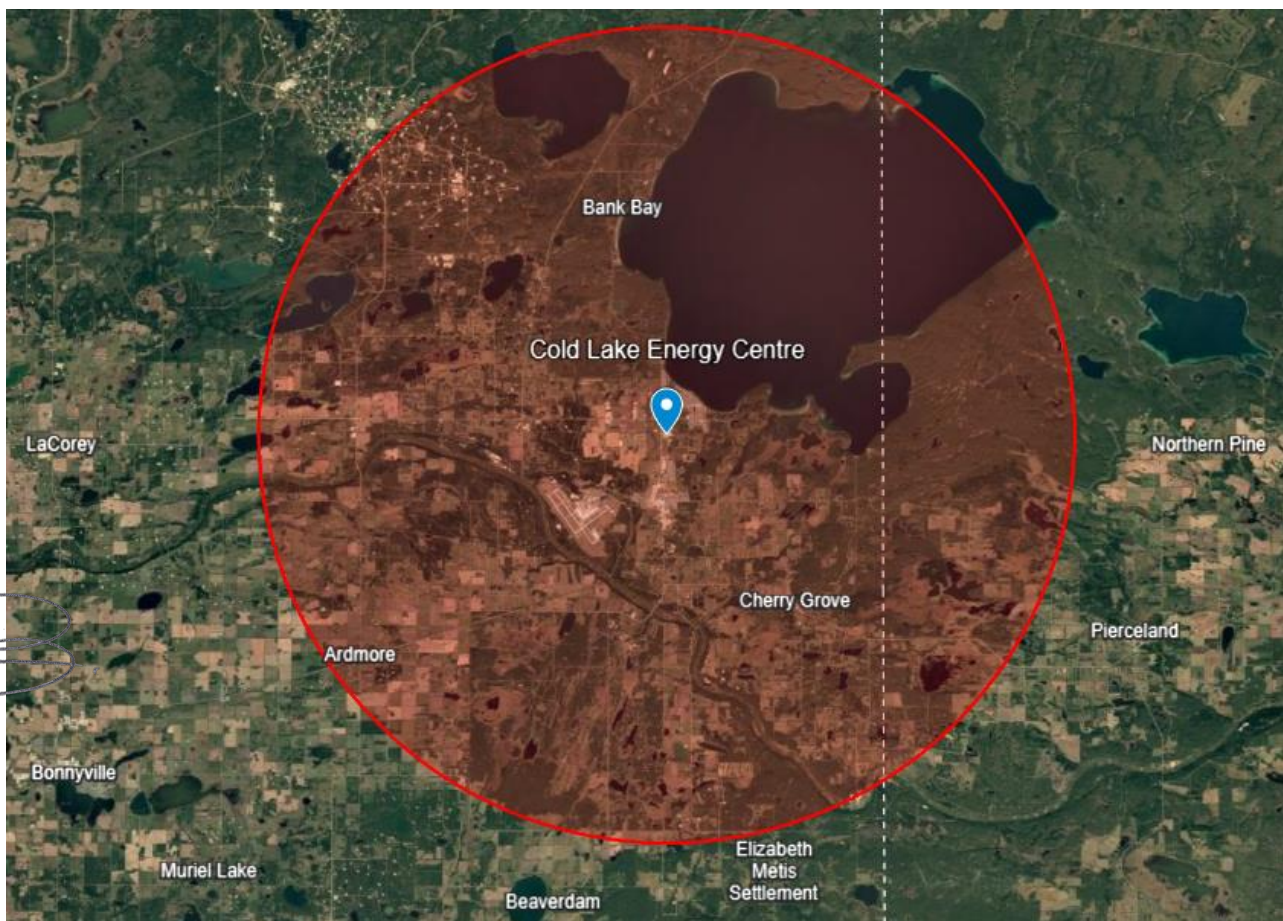 Bank Bay
Cold Lake Energy Centre
LaCorey
Northern Pine
Cherry Grove
Pierceland
Ardmore
Bonnyville
Elizabeth
Metis
Settlement
Muriel Lake
Beaverdam